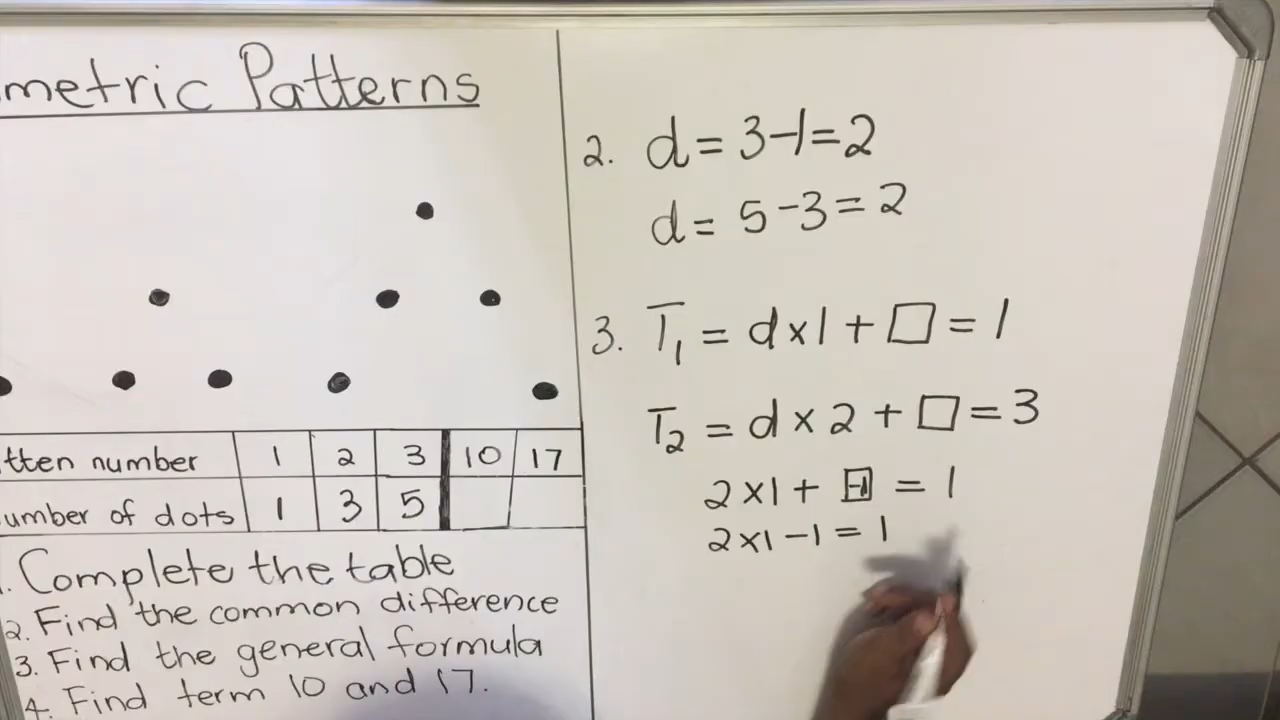 metric Patterns
tten number 1 2 3 10 17
umber of dots 1 3 5
. Complete the table
2. Find the common difference
3. Find the general formula
4. Find term 10 and 17.
2. d = 3-1=2
d = 5-3=2
3. T₁ = d×1 + □ = 1
T₂ = d × 2 + □ = 3
2×1 + -1 = 1
2×1-1 = 1